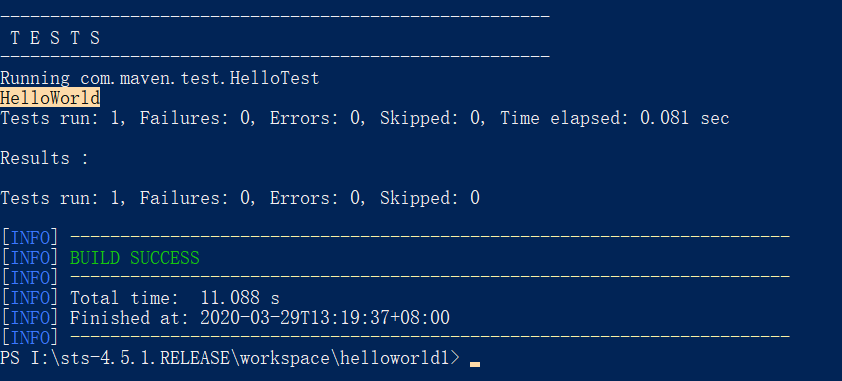 -------------------------------------------------------
 T E S T S
-------------------------------------------------------
Running com.maven.test.HelloTest
HelloWorld
Tests run: 1, Failures: 0, Errors: 0, Skipped: 0, Time elapsed: 0.081 sec

Results :

Tests run: 1, Failures: 0, Errors: 0, Skipped: 0

[INFO] ------------------------------------------------------------------------
[INFO] BUILD SUCCESS
[INFO] ------------------------------------------------------------------------
[INFO] Total time:  11.088 s
[INFO] Finished at: 2020-03-29T13:19:37+08:00
[INFO] ------------------------------------------------------------------------
PS I:\sts-4.5.1.RELEASE\workspace\helloworld1> _